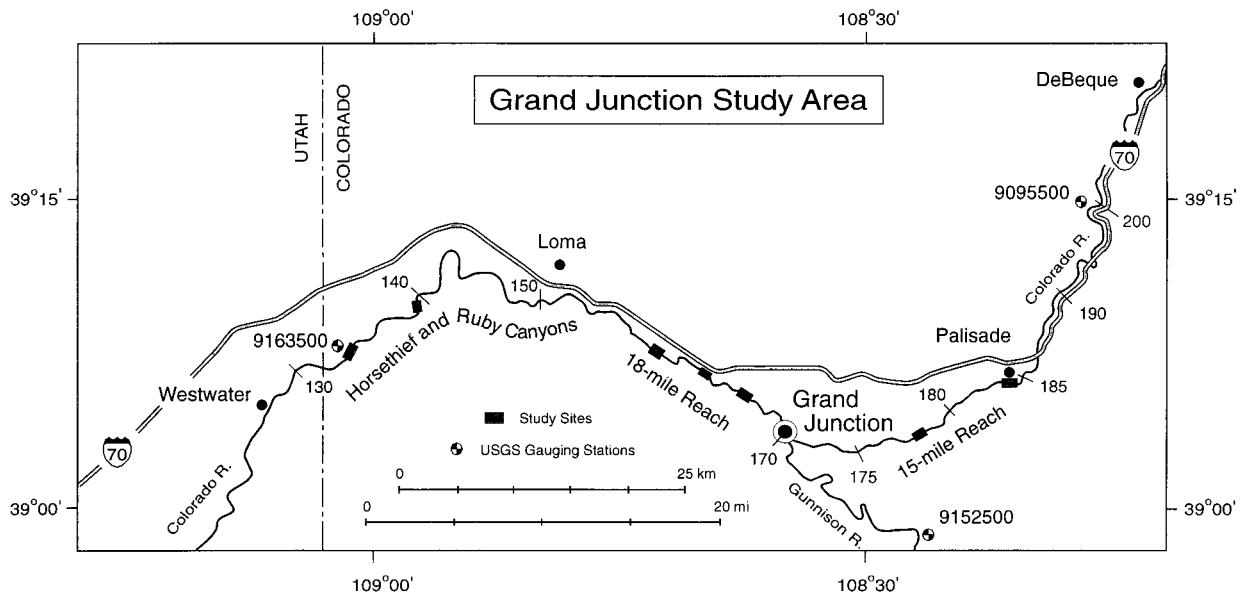 109°00'
108°30'
DeBeque
Grand Junction Study Area
UTAH
COLORADO
70
39°15'
9095500
39°15'
200
Loma
Colorado R.
140
150
190
Palisade
9163500
Horsethief and Ruby Canyons
18-mile Reach
130
185
Westwater
180
Grand
Junction
Study Sites
15-mile Reach
USGS Gauging Stations
170
175
70
0 25 km
Colorado R.
Gunnison R.
0 20 mi
9152500
39°00'
39°00'
109°00'
108°30'